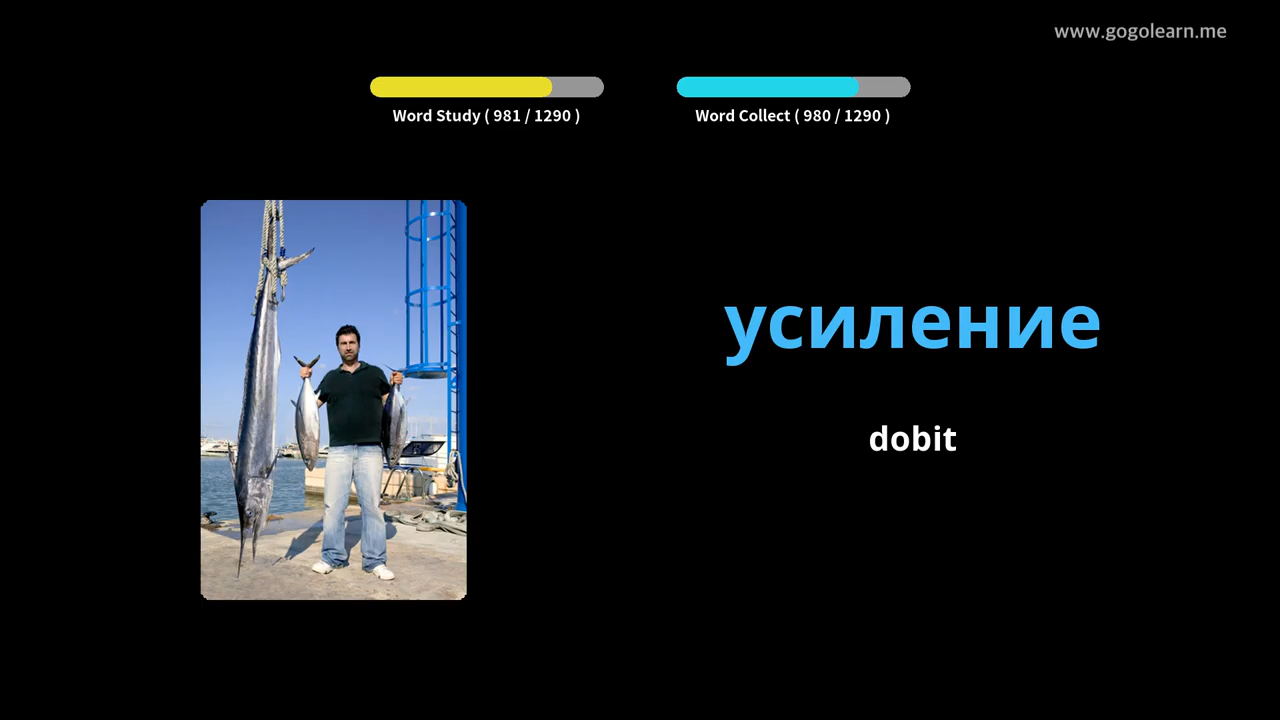 www.gogolearn.me
Word Study ( 981 / 1290 )
Word Collect ( 980 / 1290 )
усиление
dobit